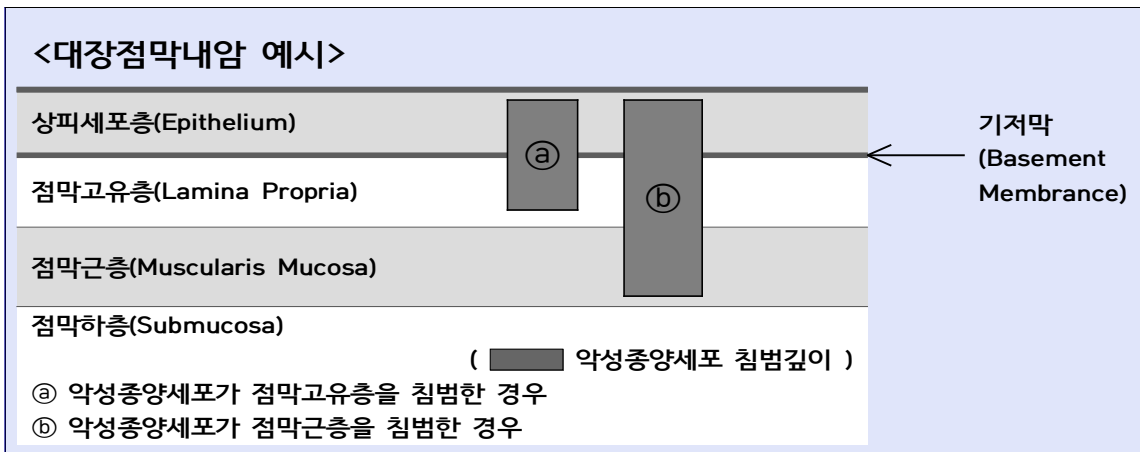 <대장점막내암 예시>
상피세포층(Epithelium)
기저막
(Basement
Membrance)
ⓐ
점막고유층(Lamina Propria)
ⓑ
점막근층(Muscularis Mucosa)
점막하층(Submucosa)
( 악성종양세포 침범깊이 )
ⓐ 악성종양세포가 점막고유층을 침범한 경우
ⓑ 악성종양세포가 점막근층을 침범한 경우